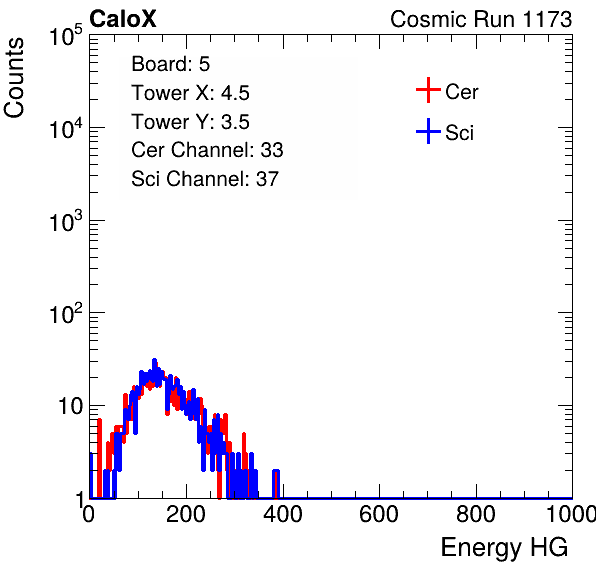 CaloX
Cosmic Run 1173
Counts
10^5
10^4
10^3
10^2
10
1
Board: 5
Tower X: 4.5
Tower Y: 3.5
Cer Channel: 33
Sci Channel: 37
Cer
Sci
0 200 400 600 800 1000
Energy HG